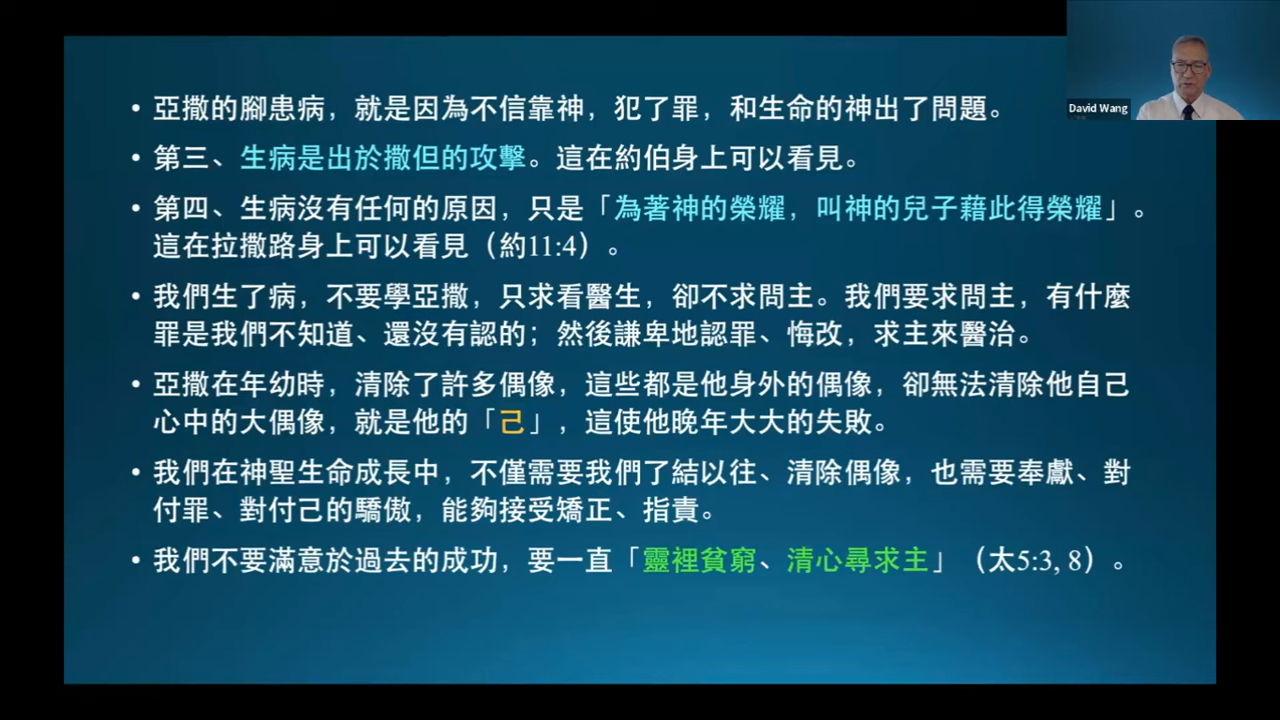 • 亞撒的腳患病，就是因為不信靠神，犯了罪，和生命的神出了問題。
• 第三、生病是出於撒但的攻擊。這在約伯身上可以看見。
• 第四、生病沒有任何的原因，只是「為著神的榮耀，叫神的兒子藉此得榮耀」。
這在拉撒路身上可以看見（約11:4）。
• 我們生了病，不要學亞撒，只求看醫生，卻不求問主。我們要求問主，有什麼
罪是我們不知道、還沒有認的；然後謙卑地認罪、悔改，求主來醫治。
• 亞撒在年幼時，清除了許多偶像，這些都是他身外的偶像，卻無法清除他自己
心中的大偶像，就是他的「己」，這使他晚年大大的失敗。
• 我們在神聖生命成長中，不僅需要我們了結以往、清除偶像，也需要奉獻、對
付罪、對付己的驕傲，能夠接受矯正、指責。
• 我們不要滿意於過去的成功，要一直「靈裡貧窮、清心尋求主」（太5:3, 8）。
David Wang